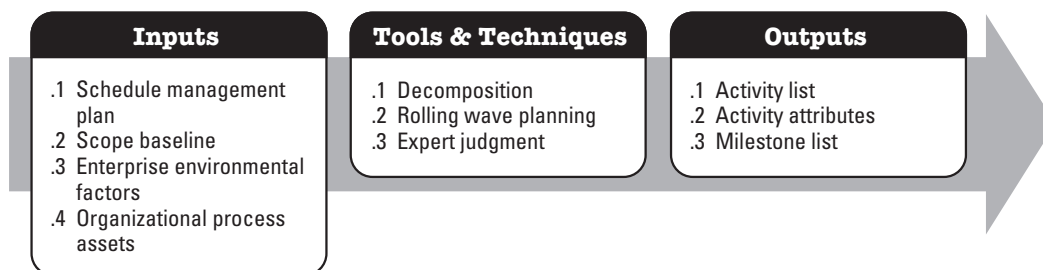 Inputs
.1 Schedule management
plan
.2 Scope baseline
.3 Enterprise environmental
factors
.4 Organizational process
assets
Tools & Techniques
.1 Decomposition
.2 Rolling wave planning
.3 Expert judgment
Outputs
.1 Activity list
.2 Activity attributes
.3 Milestone list